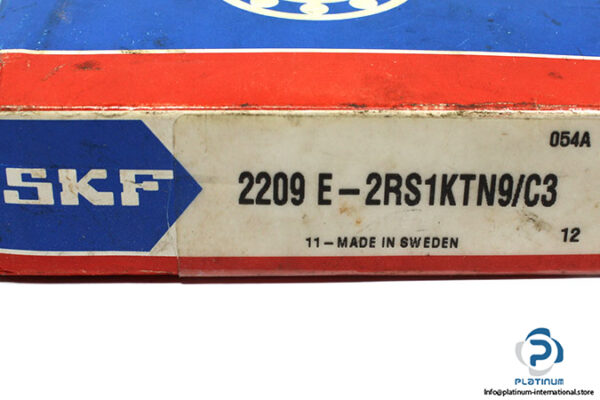 054A
SKF
2209 E-2RS1KTN9/C3
11-MADE IN SWEDEN
12
PLATINUM
Info@platinum-international.store